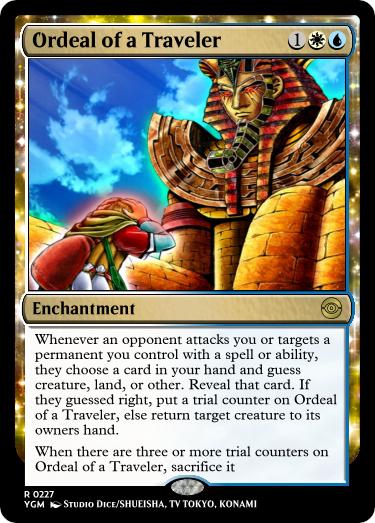 Ordeal of a Traveler 1
Enchantment
Whenever an opponent attacks you or targets a
permanent you control with a spell or ability,
they choose a card in your hand and guess
creature, land, or other. Reveal that card. If
they guessed right, put a trial counter on Ordeal
of a Traveler, else return target creature to its
owners hand.
When there are three or more trial counters on
Ordeal of a Traveler, sacrifice it
R 0227
YGM Studio Dice/SHUEISHA, TV TOKYO, KONAMI